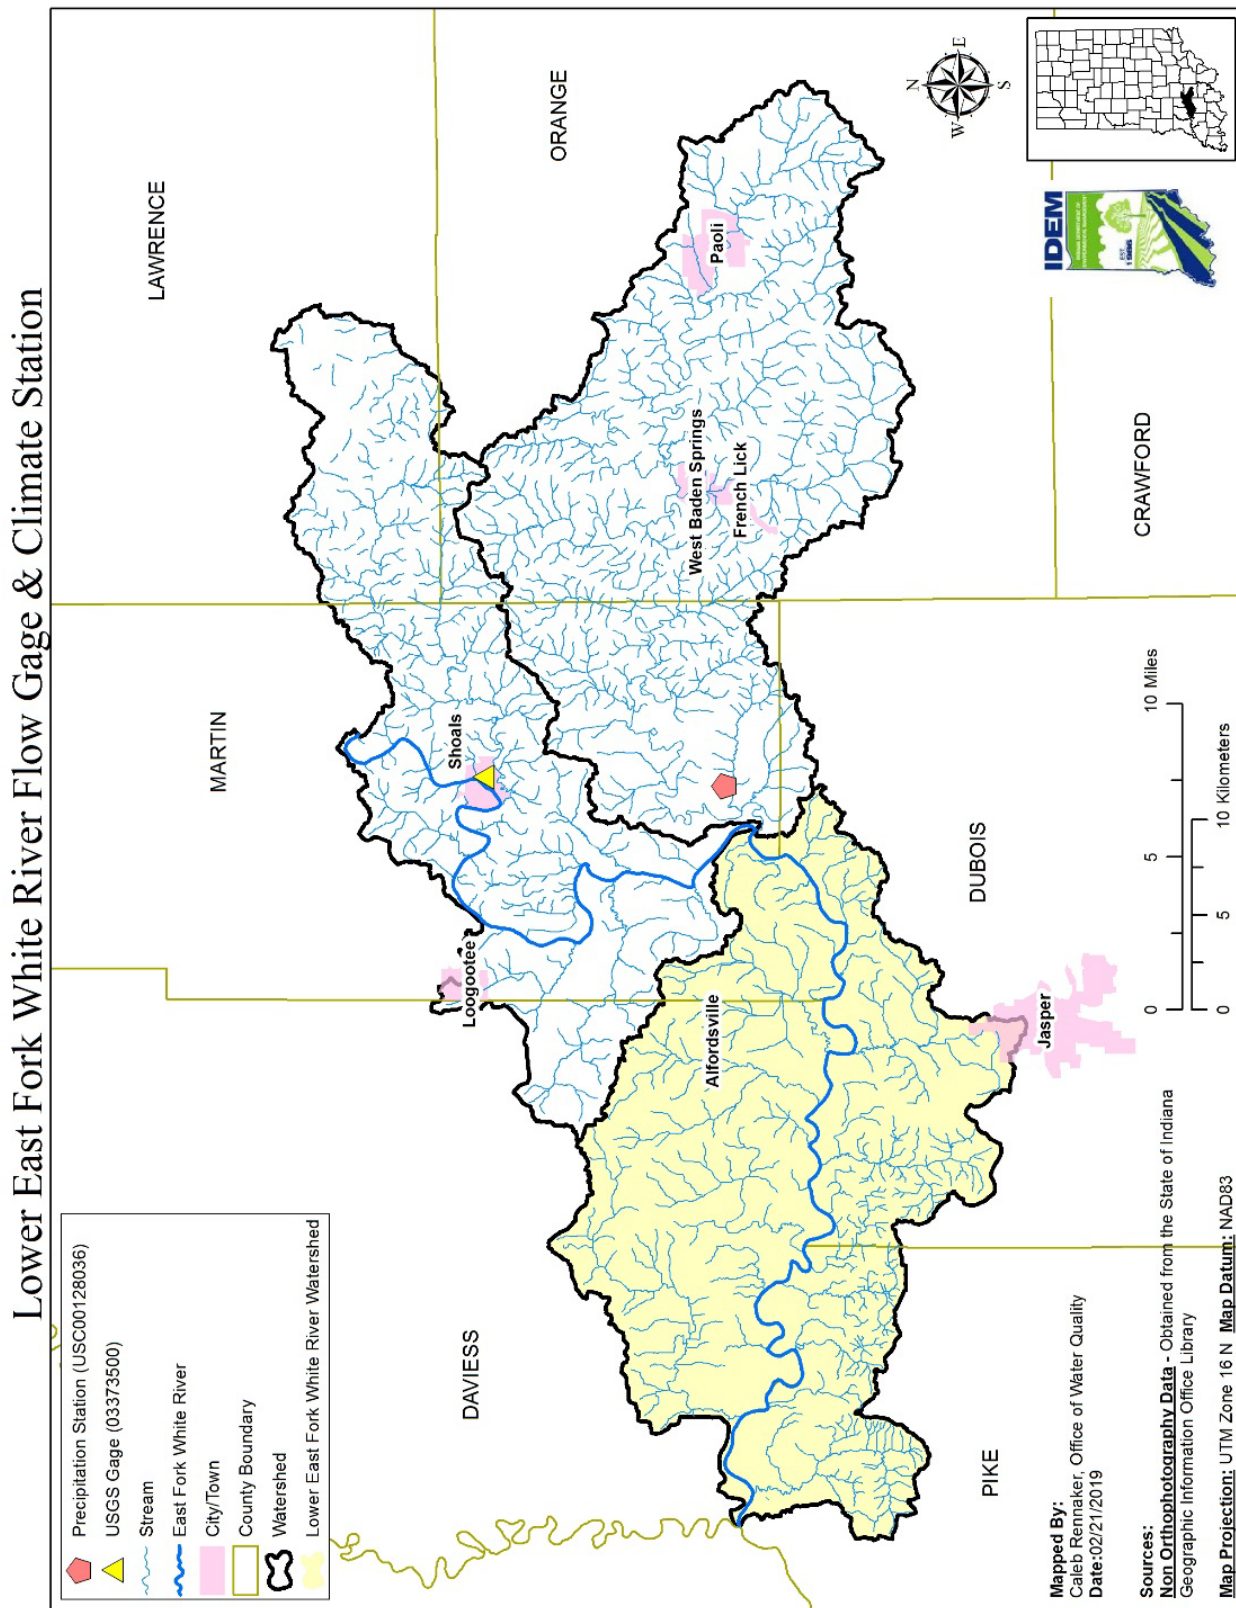 Lower East Fork White River Flow Gage & Climate Station
Precipitation Station (USC00128036)
USGS Gage (03373500)
Stream
East Fork White River
City/Town
County Boundary
Watershed
Lower East Fork White River Watershed
MARTIN
LAWRENCE
DAVIESS
ORANGE
Loogootee
Shoals
Alfordsville
West Baden Springs
French Lick
Paoli
PIKE
DUBOIS
CRAWFORD
Jasper
N
W
E
S
IDEM
EST.
1986
Mapped By:
Caleb Rennaker, Office of Water Quality
Date:02/21/2019
Sources:
Non Orthophotography Data - Obtained from the State of Indiana
Geographic Information Office Library
Map Projection: UTM Zone 16 N Map Datum: NAD83
0 5 10 Miles
0 5 10 Kilometers